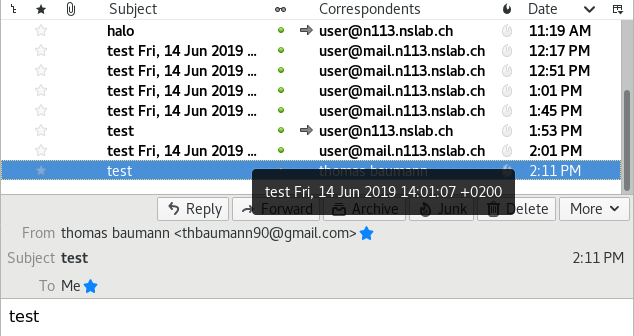 Subject Correspondents Date
halo user@n113.nslab.ch 11:19 AM
test Fri, 14 Jun 2019 ... user@mail.n113.nslab.ch 12:17 PM
test Fri, 14 Jun 2019 ... user@mail.n113.nslab.ch 12:51 PM
test Fri, 14 Jun 2019 ... user@mail.n113.nslab.ch 1:01 PM
test Fri, 14 Jun 2019 ... user@mail.n113.nslab.ch 1:45 PM
test user@n113.nslab.ch 1:53 PM
test Fri, 14 Jun 2019 ... user@mail.n113.nslab.ch 2:01 PM
test thomas baumann 2:11 PM
test Fri, 14 Jun 2019 14:01:07 +0200
Reply Forward Archive Junk Delete More
From thomas baumann <thbaumann90@gmail.com>
Subject test 2:11 PM
To Me
test